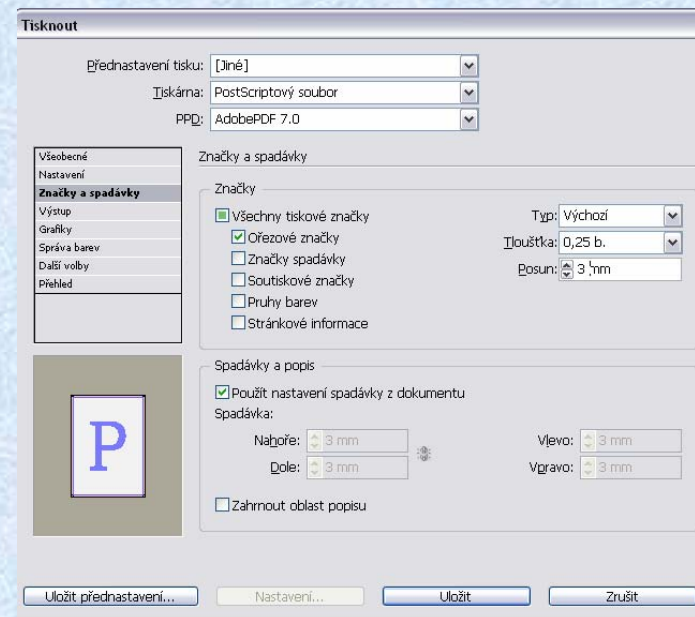 Tisknout
Přednastavení tisku: [Jiné]
Tiskárna: PostScriptový soubor
PPD: AdobePDF 7.0
Všeobecné
Nastavení
Značky a spadávky
Výstup
Grafiky
Správa barev
Další volby
Přehled
Značky a spadávky
Značky
Všechny tiskové značky
Ořezové značky
Značky spadávky
Soutiskové značky
Pruhy barev
Stránkové informace
Typ: Výchozí
Tloušťka: 0,25 b.
Posun: 3 mm
P
Spadávky a popis
Použít nastavení spadávky z dokumentu
Spadávka:
Nahoře: 3 mm
Dole: 3 mm
Vlevo: 3 mm
Vpravo: 3 mm
Zahrnout oblast popisu
Uložit přednastavení... Nastavení... Uložit Zrušit